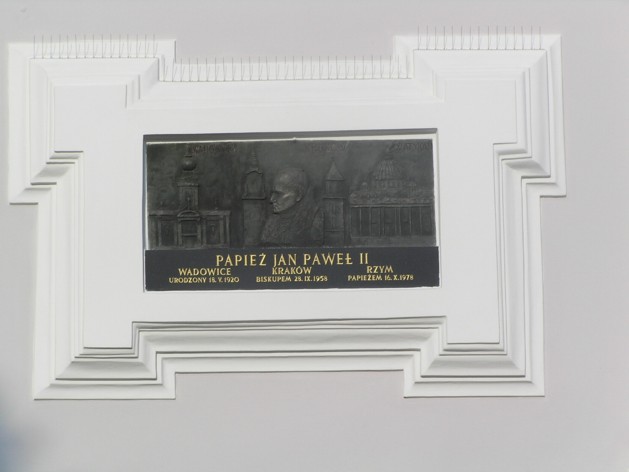 PAPIEŻ JAN PAWEŁ II
WADOWICE KRAKÓW RZYM
URODZONY 18.V.1920 BISKUPEM 28.IX.1958 PAPIEŻEM 16.X.1978